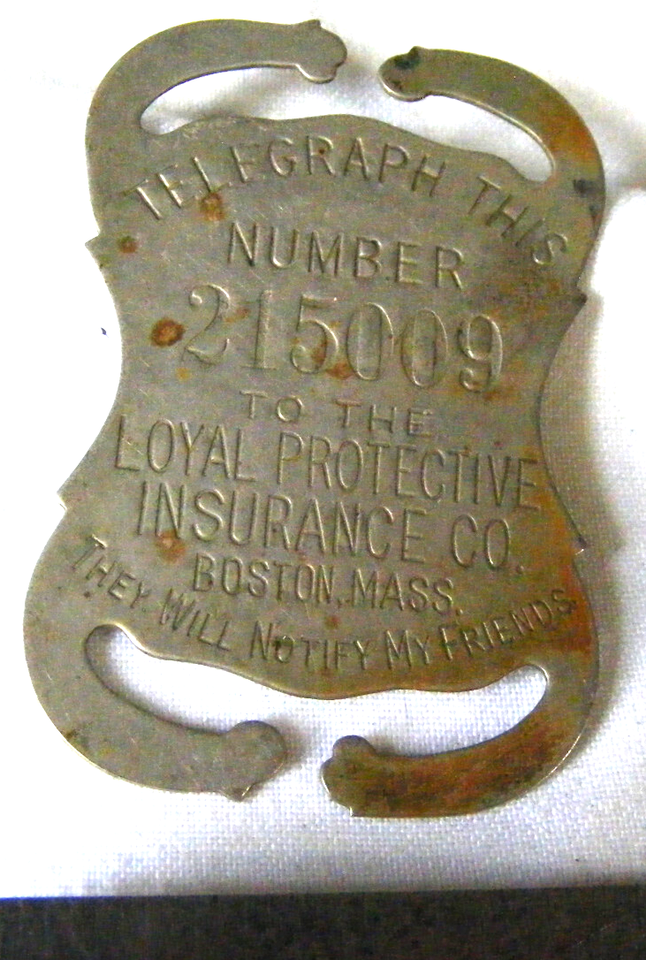 TELEGRAPH THIS
NUMBER
215009
TO THE
LOYAL PROTECTIVE
INSURANCE CO.
BOSTON, MASS.
THEY WILL NOTIFY MY FRIENDS